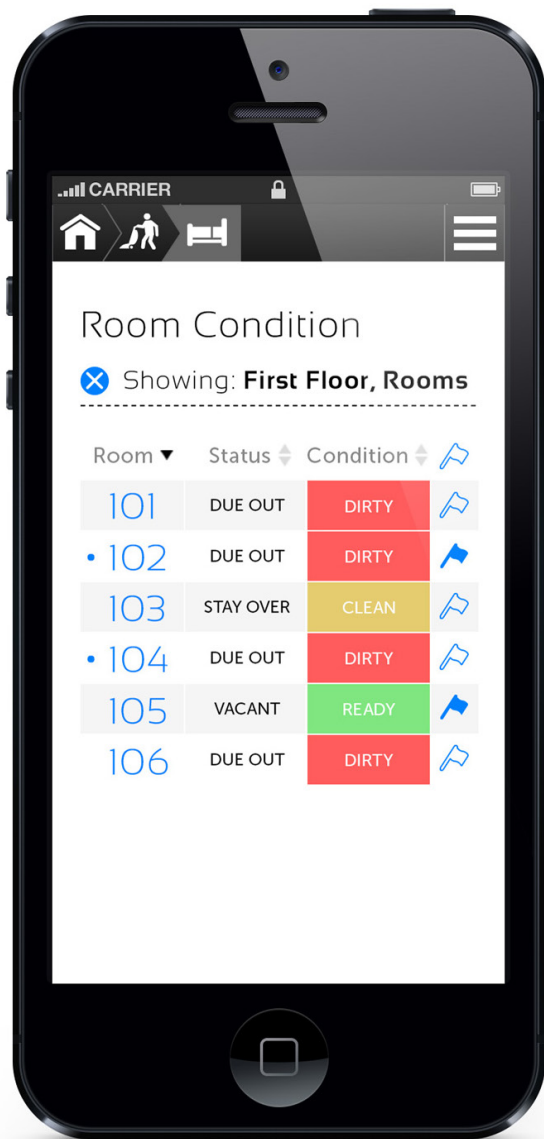 CARRIER
Room Condition
Showing: First Floor, Rooms
Room Status Condition
101 DUE OUT DIRTY
102 DUE OUT DIRTY
103 STAY OVER CLEAN
104 DUE OUT DIRTY
105 VACANT READY
106 DUE OUT DIRTY